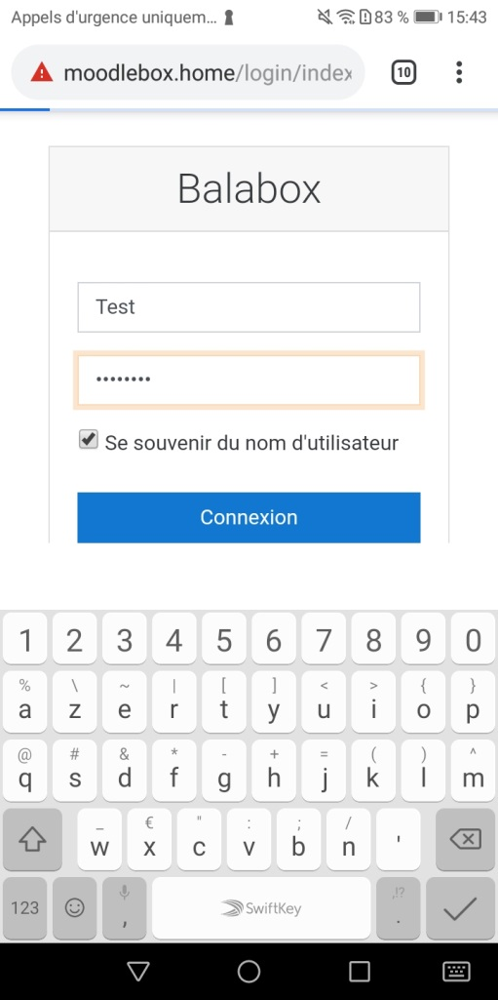 Appels d'urgence uniquem... 83 % 15:43
moodlebox.home/login/index 10
Balabox
Test
••••••••
Se souvenir du nom d'utilisateur
Connexion
1 2 3 4 5 6 7 8 9 0
% \ ~ | [ ] < > { }
a z e r t y u i o p
@ # & * - + = ( ) ^
q s d f g h j k l m
_ € " : ; /
w x c v b n '
,!?
123 , SwiftKey .